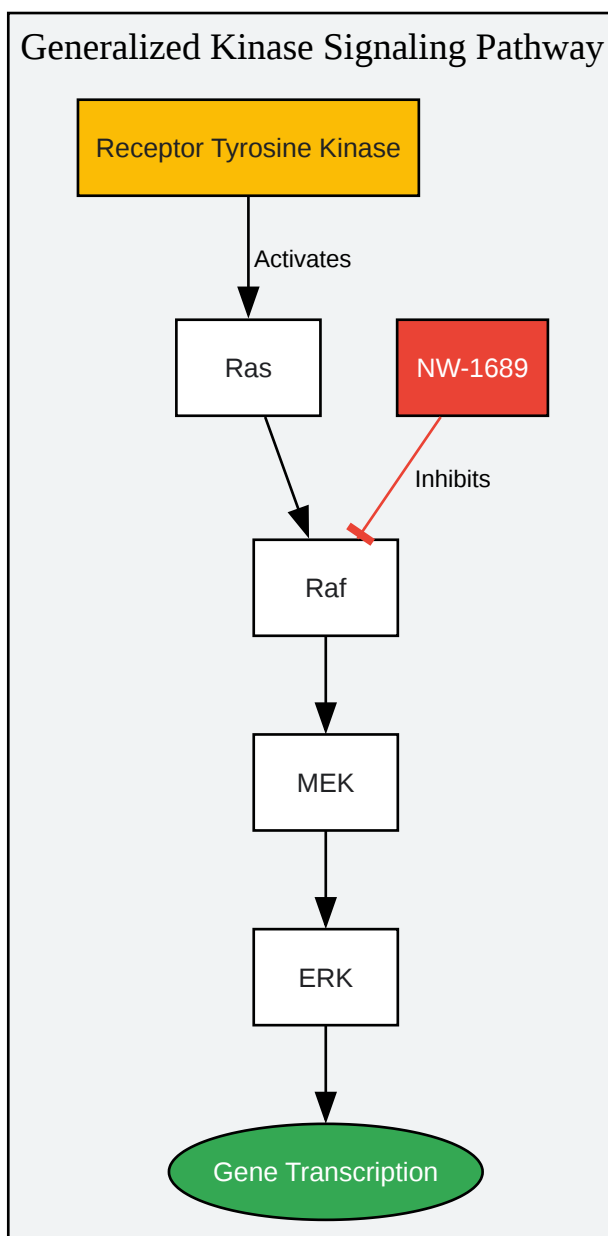 Generalized Kinase Signaling Pathway
Receptor Tyrosine Kinase
Activates
Ras
NW-1689
Inhibits
Raf
MEK
ERK
Gene Transcription